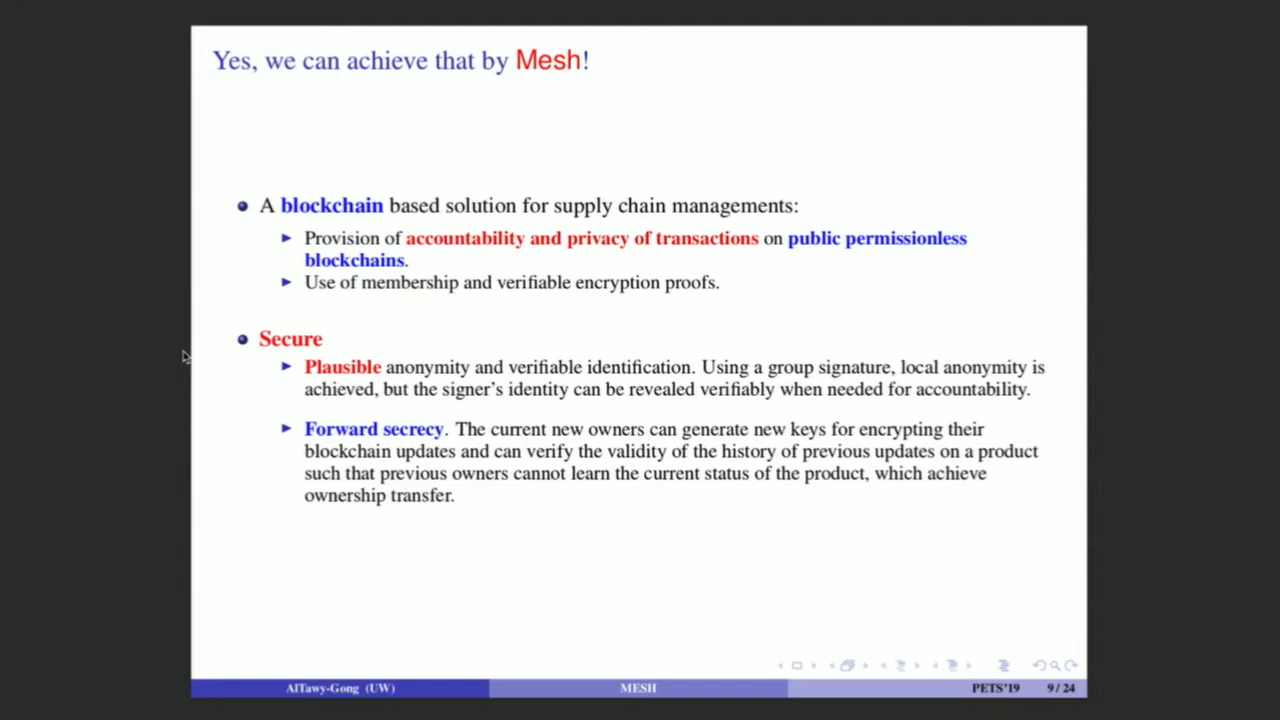 Yes, we can achieve that by Mesh!
A blockchain based solution for supply chain managements:
Provision of accountability and privacy of transactions on public permissionless
blockchains.
Use of membership and verifiable encryption proofs.
Secure
Plausible anonymity and verifiable identification. Using a group signature, local anonymity is
achieved, but the signer's identity can be revealed verifiably when needed for accountability.
Forward secrecy. The current new owners can generate new keys for encrypting their
blockchain updates and can verify the validity of the history of previous updates on a product
such that previous owners cannot learn the current status of the product, which achieve
ownership transfer.
AlTawy-Gong (UW) MESH PETS'19 9 / 24